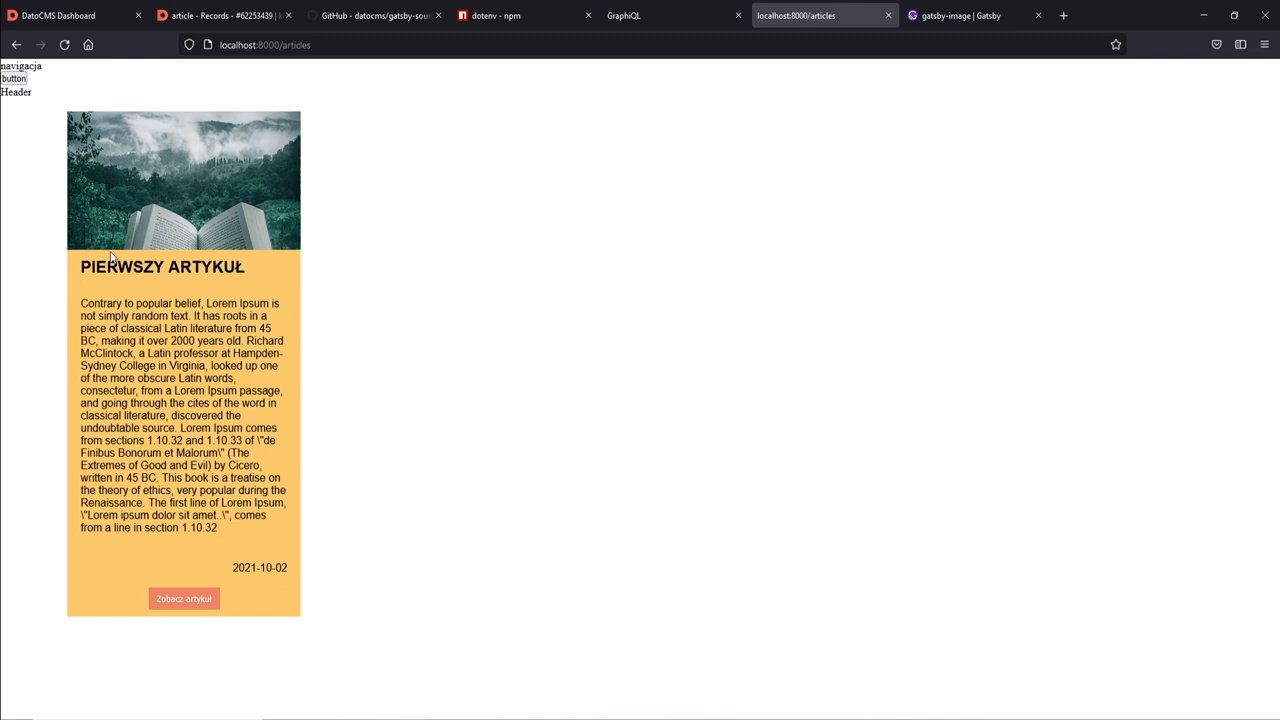 DatoCMS Dashboard
article - Records - #62253439 | k
GitHub - datocms/gatsby-sour
dotenv - npm
GraphiQL
localhost:8000/articles
gatsby-image | Gatsby
localhost:8000/articles
navigacja
button
Header
PIERWSZY ARTYKUŁ
Contrary to popular belief, Lorem Ipsum is
not simply random text. It has roots in a
piece of classical Latin literature from 45
BC, making it over 2000 years old. Richard
McClintock, a Latin professor at Hampden-
Sydney College in Virginia, looked up one
of the more obscure Latin words,
consectetur, from a Lorem Ipsum passage,
and going through the cites of the word in
classical literature, discovered the
undoubtable source. Lorem Ipsum comes
from sections 1.10.32 and 1.10.33 of \"de
Finibus Bonorum et Malorum\" (The
Extremes of Good and Evil) by Cicero,
written in 45 BC. This book is a treatise on
the theory of ethics, very popular during the
Renaissance. The first line of Lorem Ipsum,
\"Lorem ipsum dolor sit amet..\", comes
from a line in section 1.10.32
2021-10-02
Zobacz artykuł